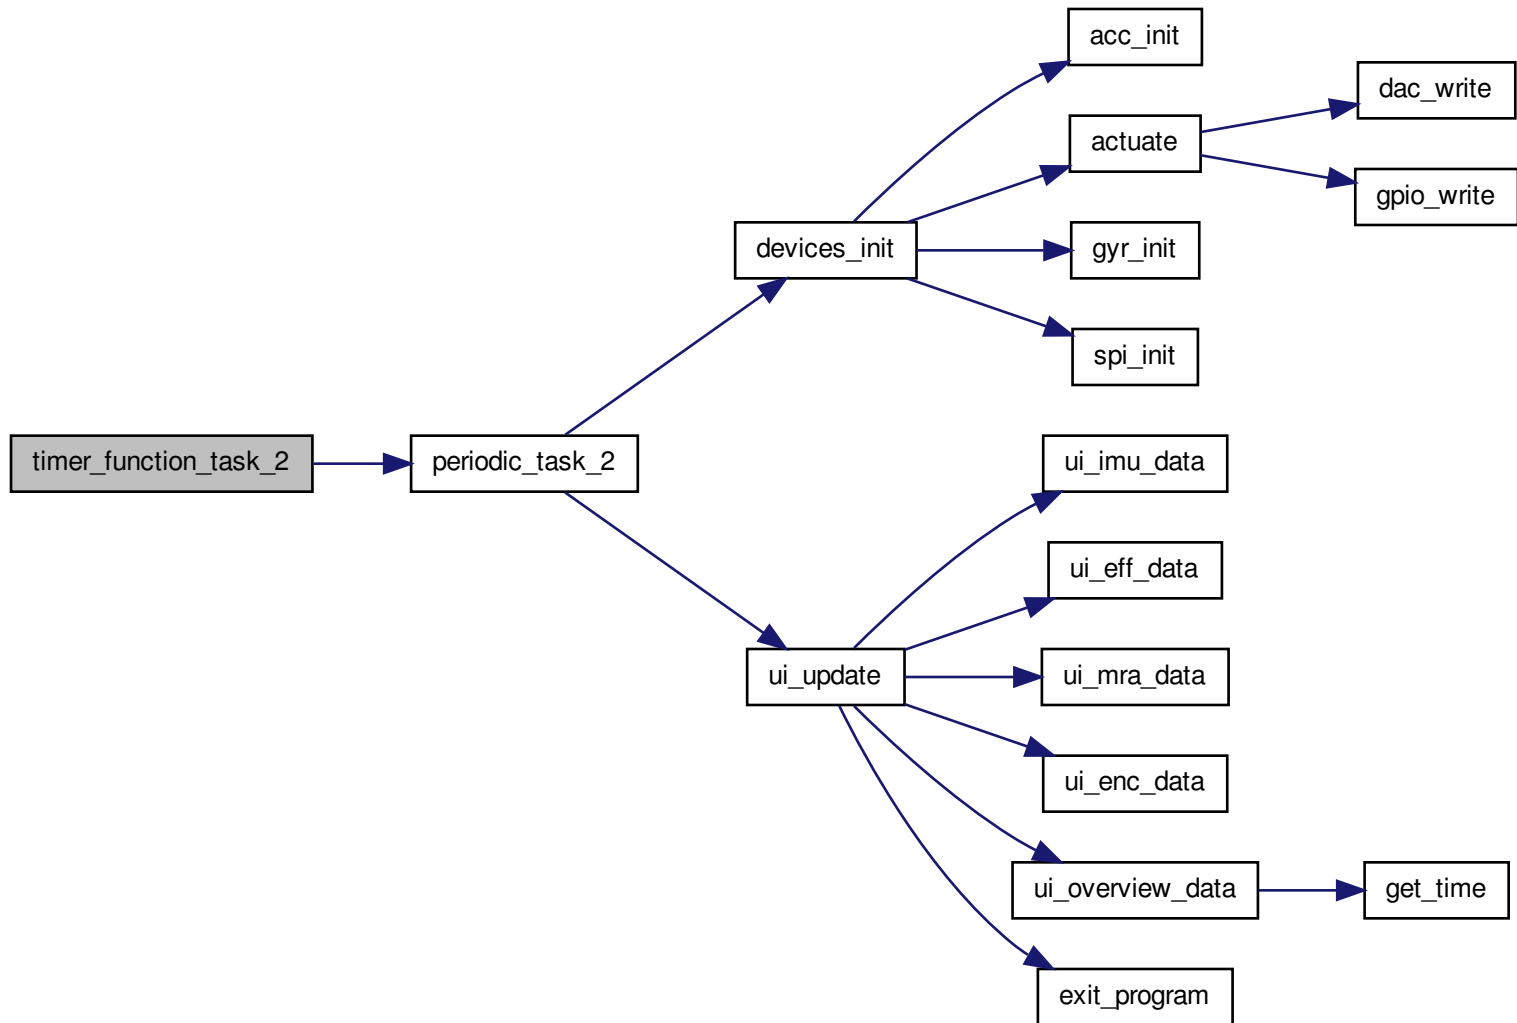 acc_init
dac_write
actuate
gpio_write
devices_init
gyr_init
spi_init
timer_function_task_2
periodic_task_2
ui_imu_data
ui_eff_data
ui_update
ui_mra_data
ui_enc_data
ui_overview_data
get_time
exit_program